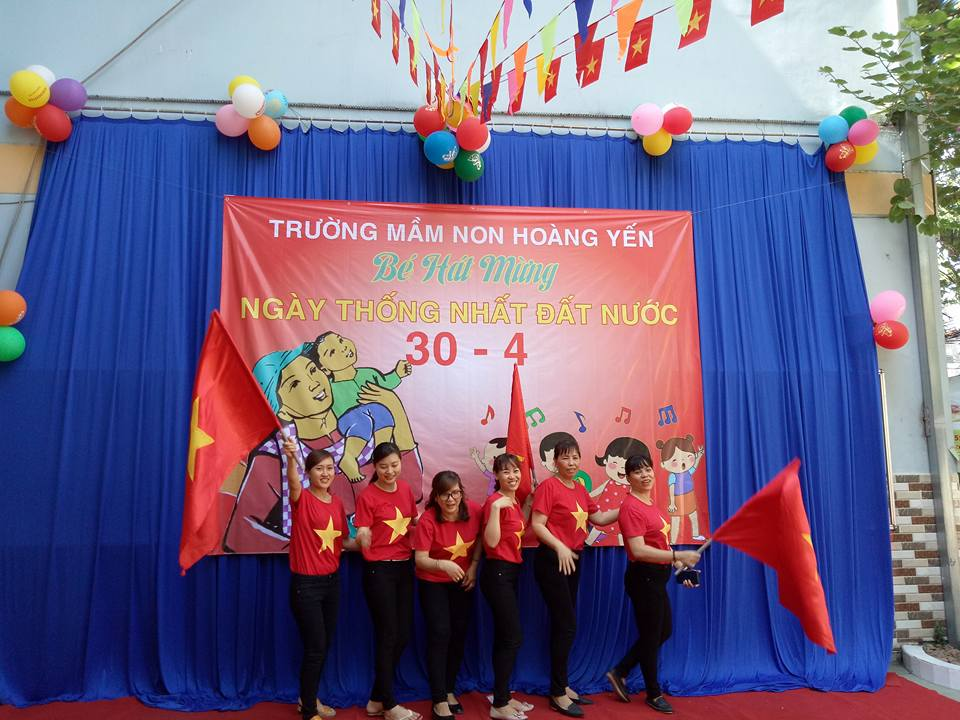 TRƯỜNG MẦM NON HOÀNG YẾN
Bé Hát Mừng
NGÀY THỐNG NHẤT ĐẤT NƯỚC
30 - 4